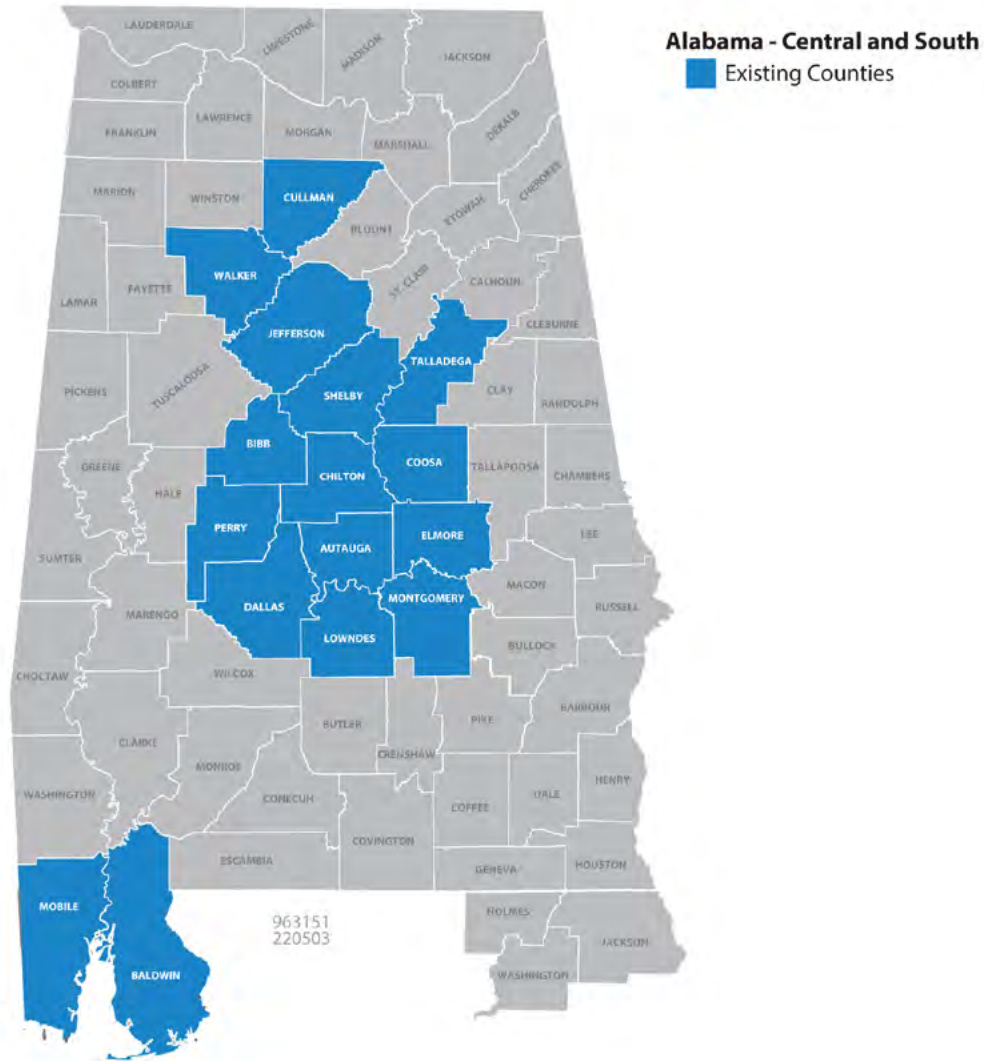 LAUDERDALE
LIMESTONE
MADISON
JACKSON
Alabama - Central and South
Existing Counties
COLBERT
LAWRENCE
FRANKLIN
MORGAN
MARSHALL
DEKALB
CHEROKEE
MARION
WINSTON
CULLMAN
BLOUNT
ETOWAH
WALKER
FAYETTE
LAMAR
ST. CLAIR
CALHOUN
CLEBURNE
JEFFERSON
TALLADEGA
PICKENS
TUSCALOOSA
SHELBY
CLAY
RANDOLPH
BIBB
GREENE
HALE
CHILTON
COOSA
TALLAPOOSA
CHAMBERS
PERRY
AUTAUGA
ELMORE
LEE
SUMTER
MACON
MARENGO
DALLAS
MONTGOMERY
RUSSELL
LOWNDES
BULLOCK
CHOCTAW
WILCOX
BUTLER
CRENSHAW
PIKE
BARBOUR
CLARKE
MONROE
WASHINGTON
CONECUH
COFFEE
DALE
HENRY
COVINGTON
ESCAMBIA
GENEVA
HOUSTON
MOBILE
BALDWIN
963151
220503
HOLMES
JACKSON
WASHINGTON